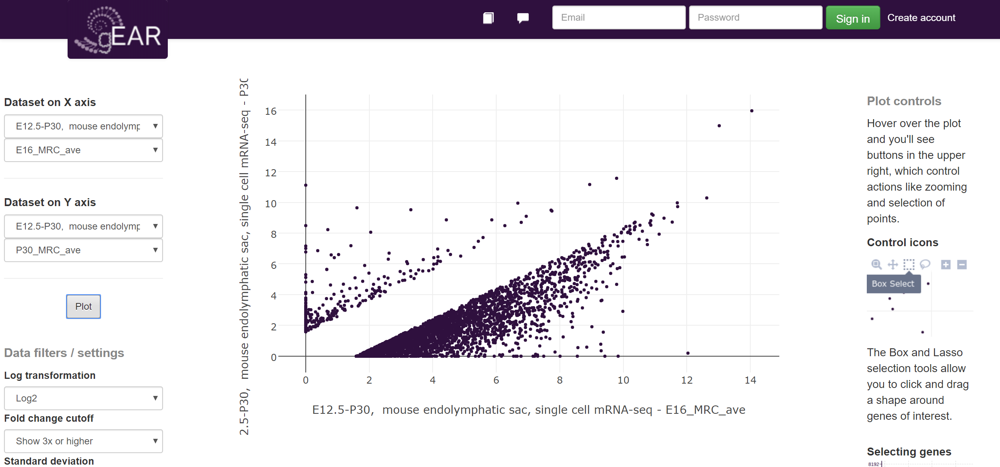 gEAR
Email
Password
Sign in
Create account
Dataset on X axis
E12.5-P30, mouse endolymp
E16_MRC_ave
Dataset on Y axis
E12.5-P30, mouse endolymp
P30_MRC_ave
Plot
Data filters / settings
Log transformation
Log2
Fold change cutoff
Show 3x or higher
Standard deviation
2.5-P30, mouse endolymphatic sac, single cell mRNA-seq - P30
16
14
12
10
8
6
4
2
0
0 2 4 6 8 10 12 14
E12.5-P30, mouse endolymphatic sac, single cell mRNA-seq - E16_MRC_ave
Plot controls
Hover over the plot
and you'll see
buttons in the upper
right, which control
actions like zooming
and selection of
points.
Control icons
Box Select
The Box and Lasso
selection tools allow
you to click and drag
a shape around
genes of interest.
Selecting genes
8192